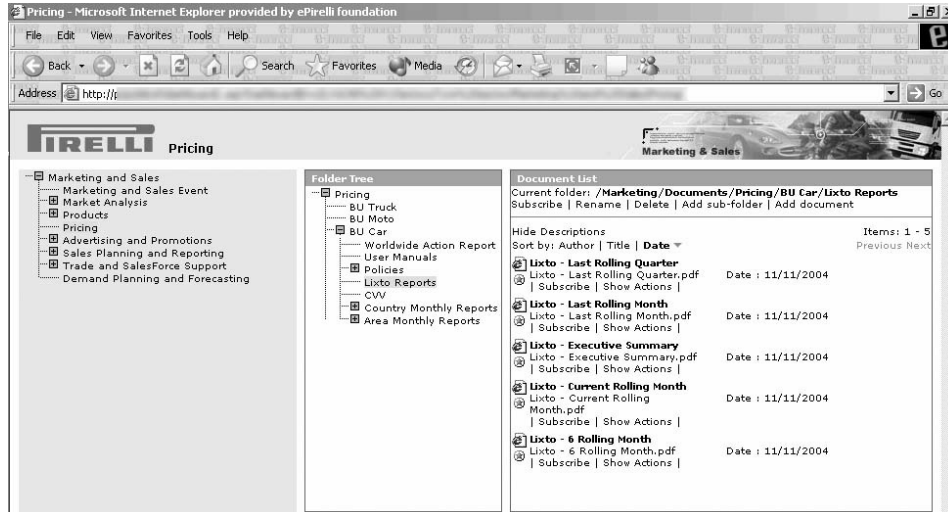 Pricing - Microsoft Internet Explorer provided by ePirelli foundation
File Edit View Favorites Tools Help
Back Search Favorites Media
Address http://
Go
PIRELLI Pricing
Marketing & Sales
Marketing and Sales
Marketing and Sales Event
Market Analysis
Products
Pricing
Advertising and Promotions
Sales Planning and Reporting
Trade and SalesForce Support
Demand Planning and Forecasting
Folder Tree
Pricing
BU Truck
BU Moto
BU Car
Worldwide Action Report
User Manuals
Policies
Lixto Reports
CVV
Country Monthly Reports
Area Monthly Reports
Document List
Current folder: /Marketing/Documents/Pricing/BU Car/Lixto Reports
Subscribe | Rename | Delete | Add sub-folder | Add document
Hide Descriptions Items: 1 - 5
Sort by: Author | Title | Date Previous Next
Lixto - Last Rolling Quarter
Lixto - Last Rolling Quarter.pdf Date : 11/11/2004
| Subscribe | Show Actions |
Lixto - Last Rolling Month
Lixto - Last Rolling Month.pdf Date : 11/11/2004
| Subscribe | Show Actions |
Lixto - Executive Summary
Lixto - Executive Summary.pdf Date : 11/11/2004
| Subscribe | Show Actions |
Lixto - Current Rolling Month
Lixto - Current Rolling Date : 11/11/2004
Month.pdf
| Subscribe | Show Actions |
Lixto - 6 Rolling Month
Lixto - 6 Rolling Month.pdf Date : 11/11/2004
| Subscribe | Show Actions |